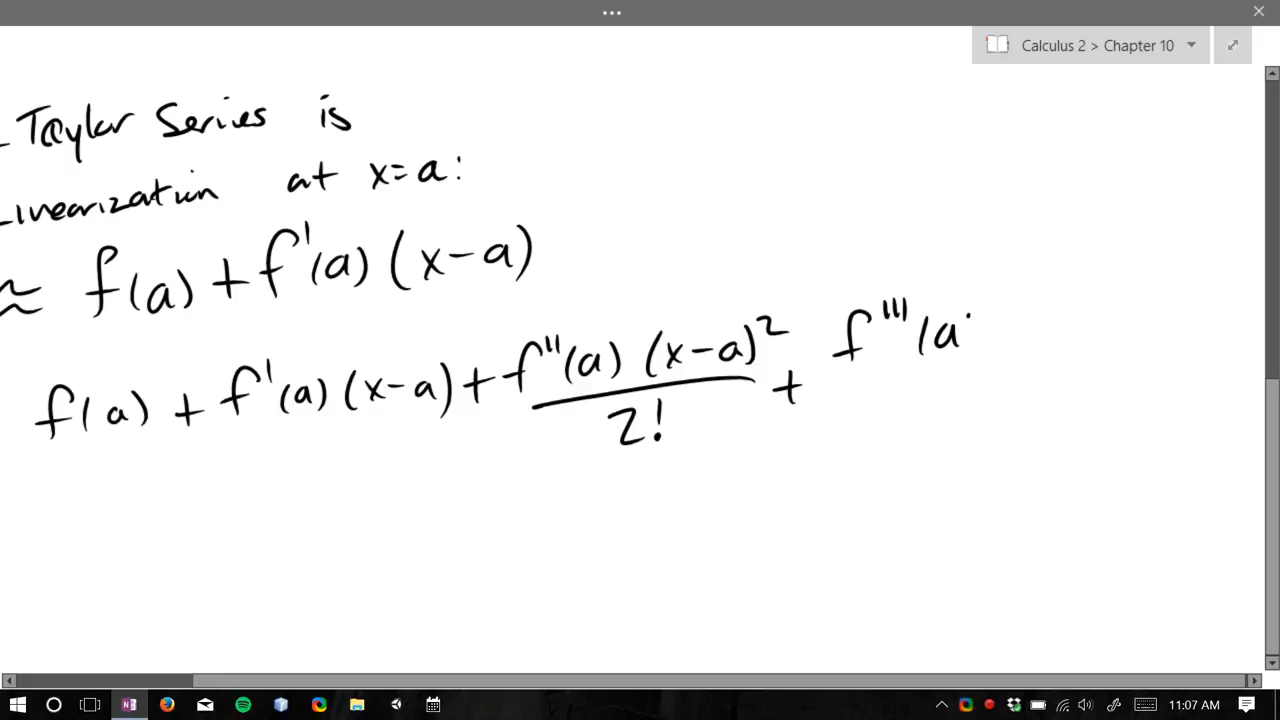 Calculus 2 > Chapter 10
Taylor Series is
Linearization at x=a:
≈ f(a) + f'(a) (x-a)
f(a) + f'(a) (x-a) + f''(a) (x-a)² / 2! + f'''(a
11:07 AM